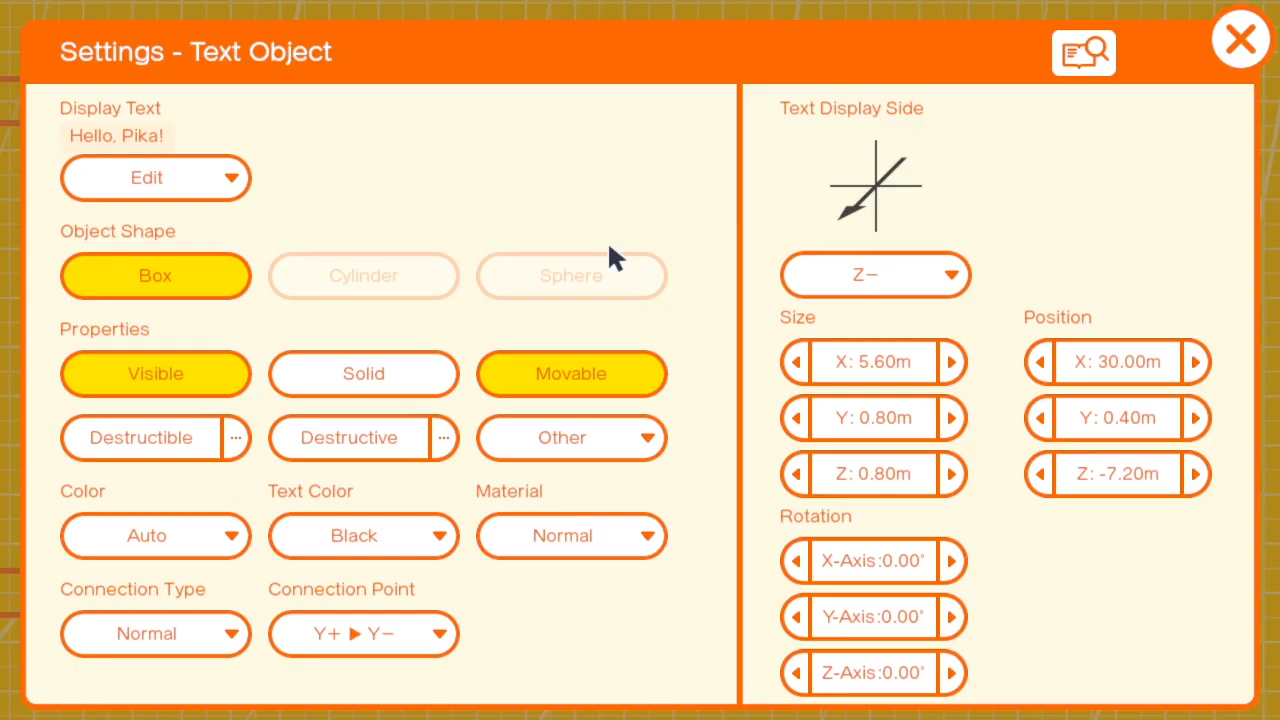 Settings - Text Object
Display Text
Hello, Pika!
Edit
Object Shape
Box Cylinder Sphere
Properties
Visible Solid Movable
Destructible ... Destructive ... Other
Color Text Color Material
Auto Black Normal
Connection Type Connection Point
Normal Y+ ▶ Y−
Text Display Side
Z−
Size Position
X: 5.60m X: 30.00m
Y: 0.80m Y: 0.40m
Z: 0.80m Z: -7.20m
Rotation
X-Axis:0.00°
Y-Axis:0.00°
Z-Axis:0.00°